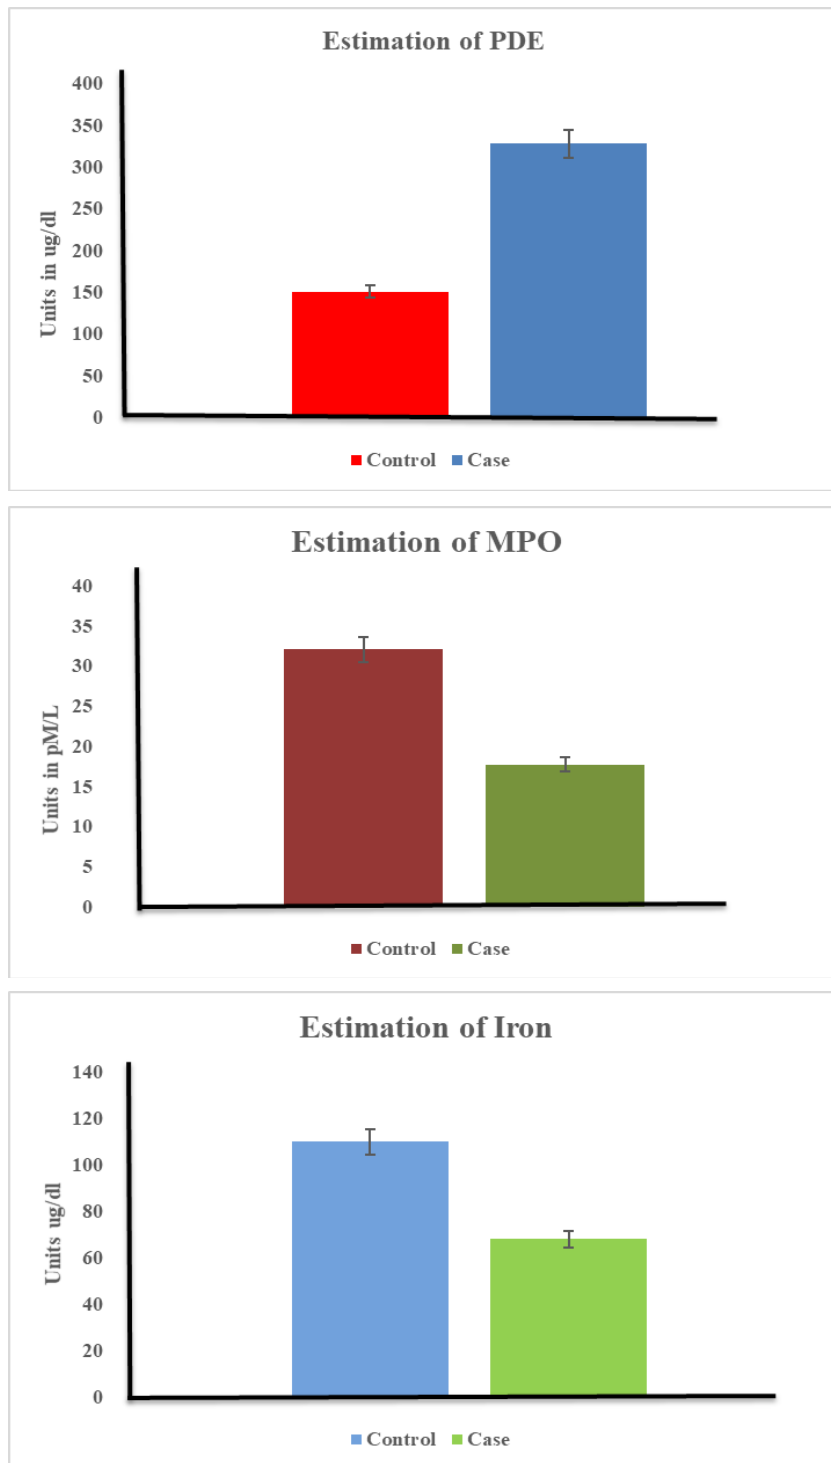 Estimation of PDE
400
350
300
250
200
150
100
50
0
Units in ug/dl
Control Case
Estimation of MPO
40
35
30
25
20
15
10
5
0
Units in pM/L
Control Case
Estimation of Iron
140
120
100
80
60
40
20
0
Units ug/dl
Control Case